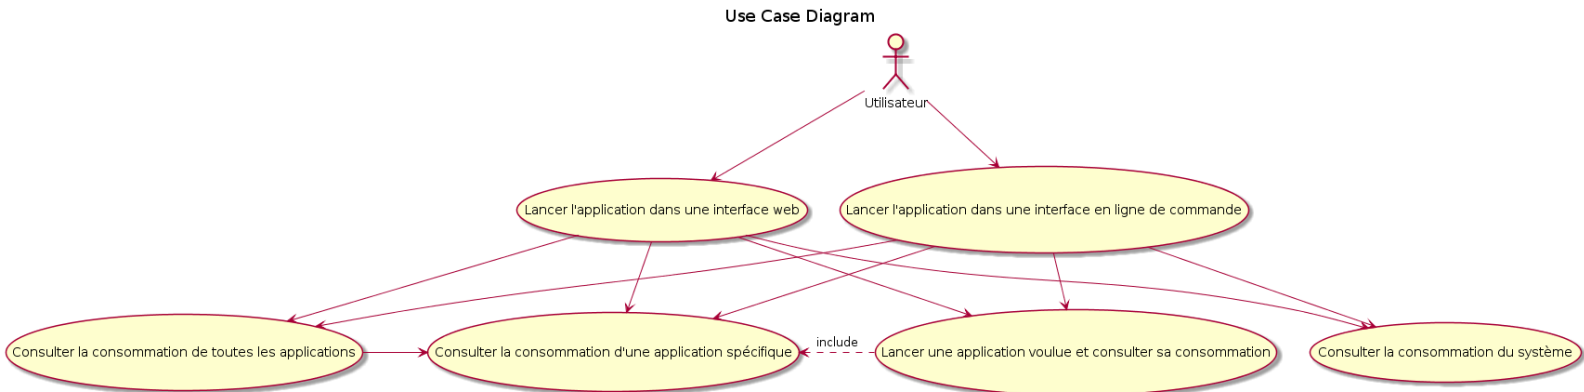 Use Case Diagram
Utilisateur
Lancer l'application dans une interface web
Lancer l'application dans une interface en ligne de commande
include
Consulter la consommation de toutes les applications
Consulter la consommation d'une application spécifique
Lancer une application voulue et consulter sa consommation
Consulter la consommation du système